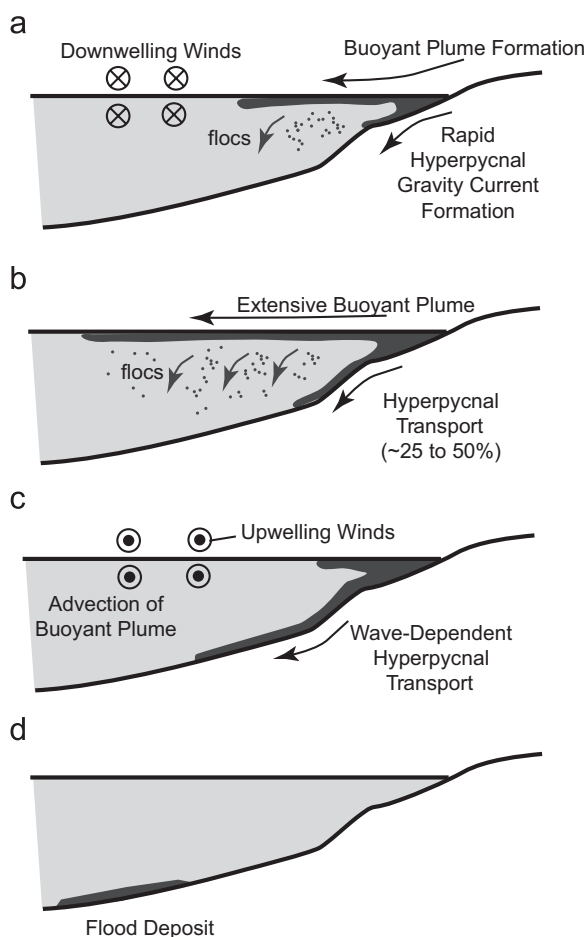 a
Downwelling Winds
Buoyant Plume Formation
flocs
Rapid
Hyperpycnal
Gravity Current
Formation
b
Extensive Buoyant Plume
flocs
Hyperpycnal
Transport
(~25 to 50%)
c
Upwelling Winds
Advection of
Buoyant Plume
Wave-Dependent
Hyperpycnal
Transport
d
Flood Deposit